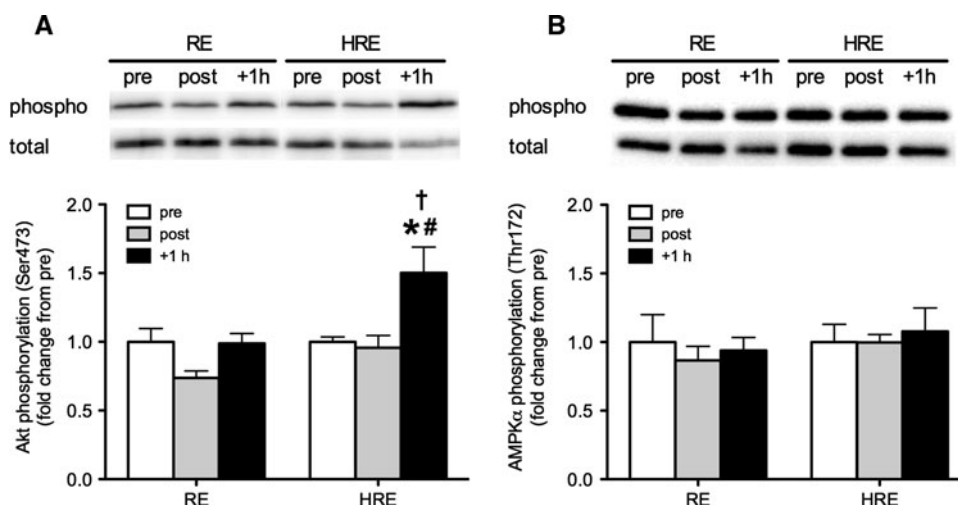 A
RE HRE
pre post +1h pre post +1h
phospho
total
Akt phosphorylation (Ser473)
(fold change from pre)
2.0
1.5
1.0
0.5
0.0
pre
post
+1 h
†
*#
RE HRE
B
RE HRE
pre post +1h pre post +1h
phospho
total
AMPKα phosphorylation (Thr172)
(fold change from pre)
2.0
1.5
1.0
0.5
0.0
pre
post
+1 h
RE HRE